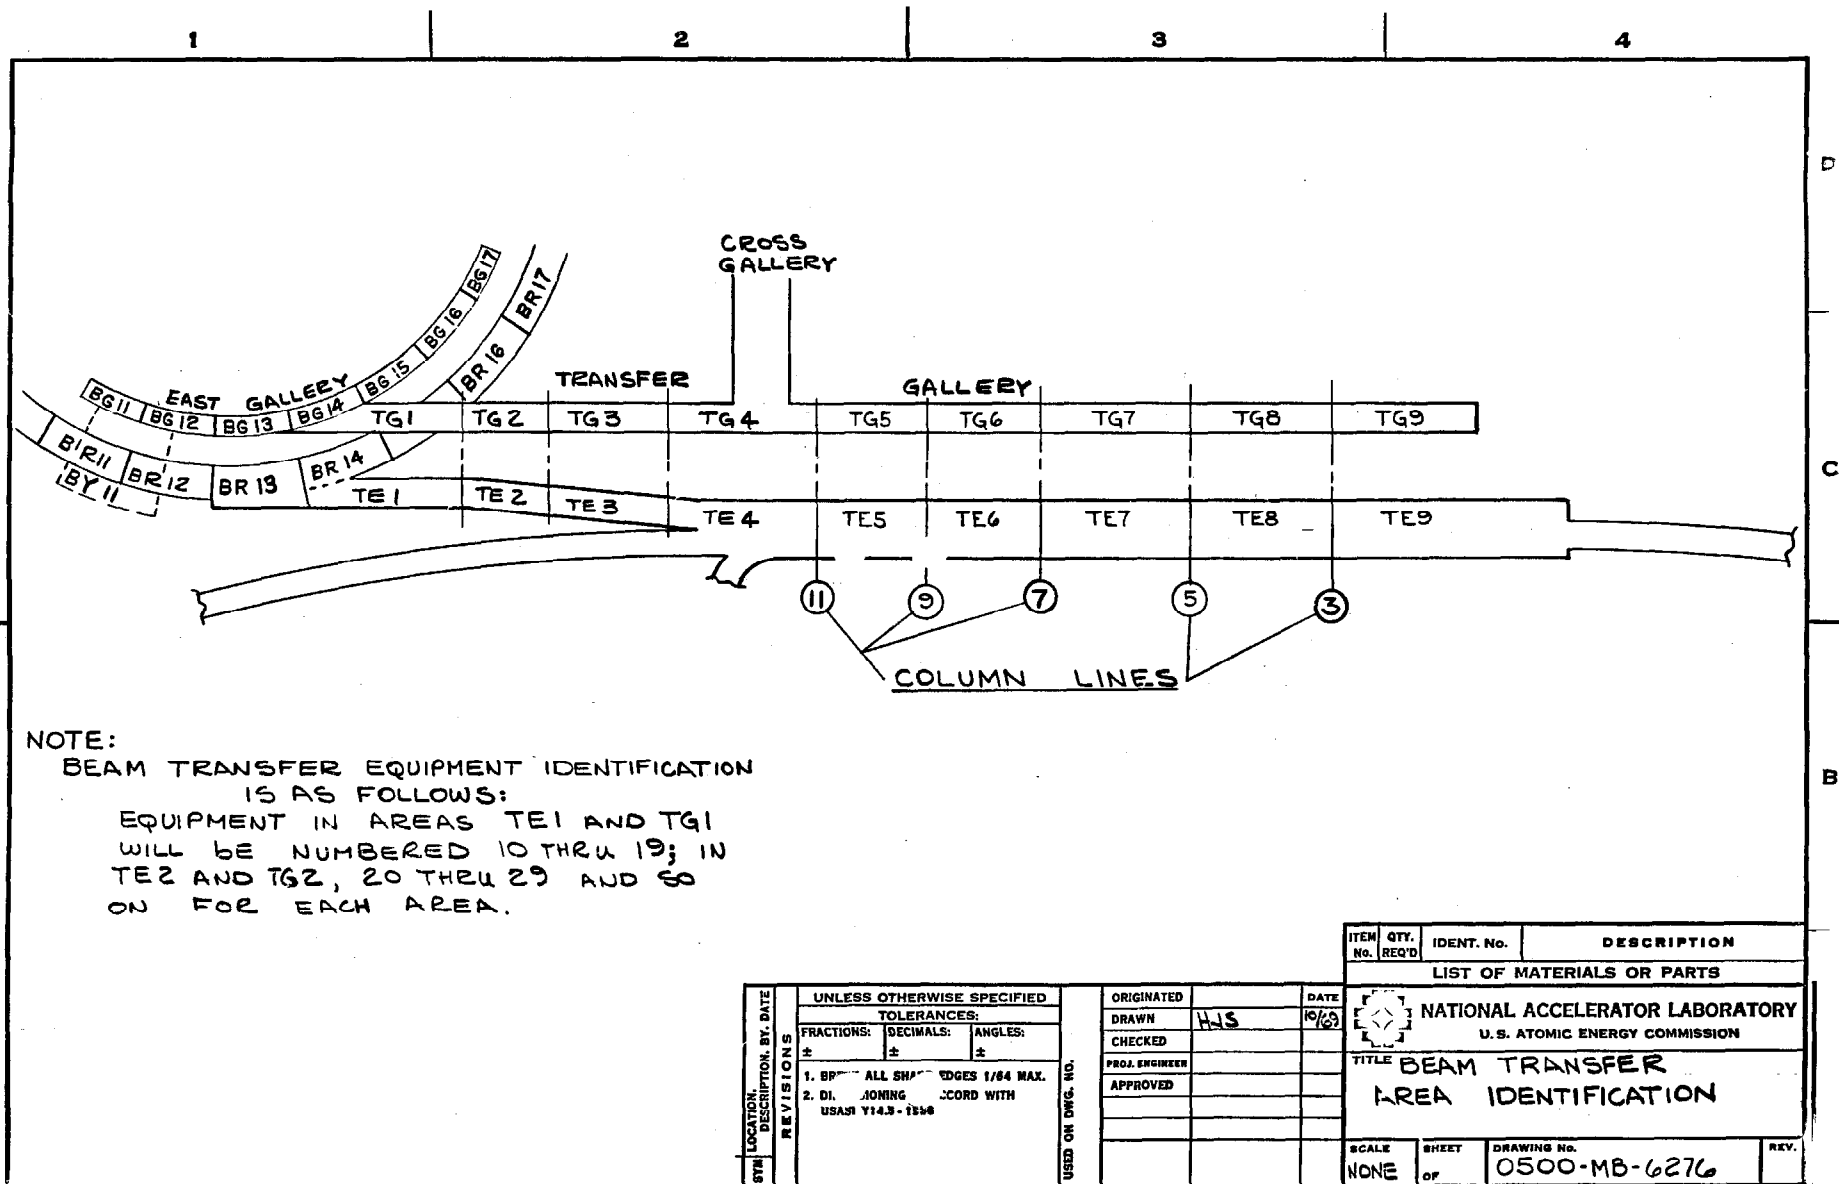 1 2 3 4
D
CROSS
GALLERY
BG11 BG12 BG13 BG14 BG15 BG16 BG17
EAST GALLERY
BR11 BR12 BR13 BR14 BR16 BR17
BY11
TRANSFER GALLERY
TG1 TG2 TG3 TG4 TG5 TG6 TG7 TG8 TG9
C
TE1 TE2 TE3 TE4 TE5 TE6 TE7 TE8 TE9
11 9 7 5 3
COLUMN LINES
NOTE:
BEAM TRANSFER EQUIPMENT IDENTIFICATION
IS AS FOLLOWS:
EQUIPMENT IN AREAS TE1 AND TG1
WILL BE NUMBERED 10 THRU 19; IN
TE2 AND TG2, 20 THRU 29 AND SO
ON FOR EACH AREA.
B
ITEM No. QTY. REQ'D IDENT. No. DESCRIPTION
LIST OF MATERIALS OR PARTS
SYM LOCATION. DESCRIPTION. BY. DATE
REVISIONS
UNLESS OTHERWISE SPECIFIED
TOLERANCES:
FRACTIONS: DECIMALS: ANGLES:
± ± ±
1. ALL EDGES 1/64 MAX.
2. WITH
USASI
USED ON DWG. NO.
ORIGINATED DATE
DRAWN HJS 10/69
CHECKED
PROJ. ENGINEER
APPROVED
NATIONAL ACCELERATOR LABORATORY
U.S. ATOMIC ENERGY COMMISSION
TITLE BEAM TRANSFER
AREA IDENTIFICATION
SCALE SHEET DRAWING No. REV.
NONE OF 0500-MB-6276